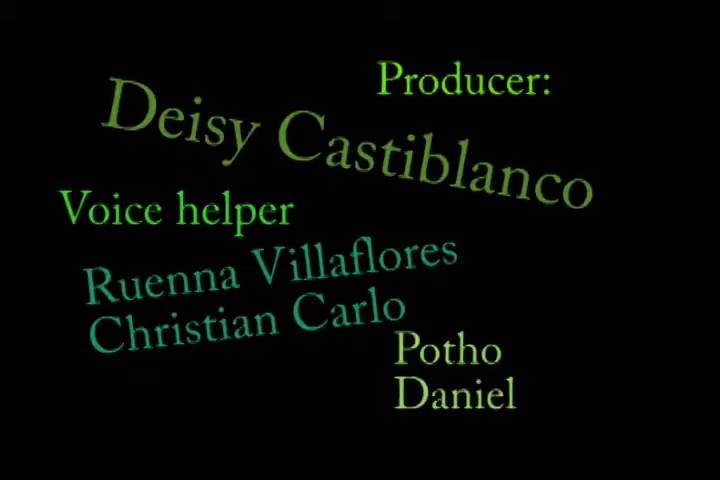 Producer:
Deisy Castiblanco
Voice helper
Ruenna Villaflores
Christian Carlo
Potho
Daniel